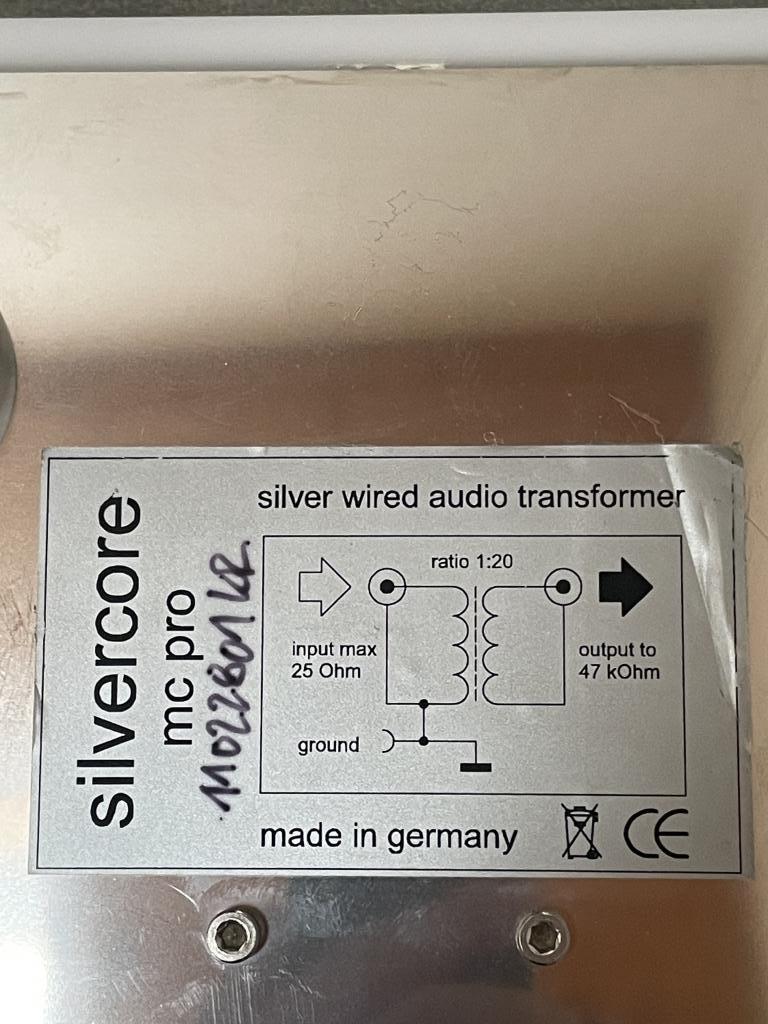 silvercore
mc pro
silver wired audio transformer
ratio 1:20
input max
25 Ohm
output to
47 kOhm
ground
made in germany
CE